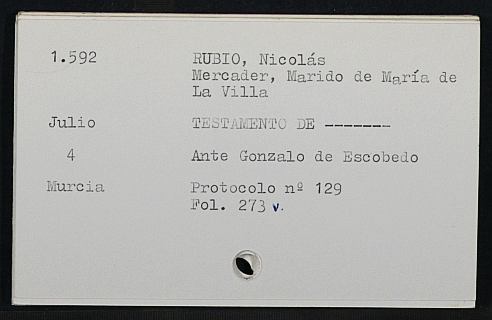 1.592 RUBIO, Nicolás
Mercader, Marido de María de
La Villa
Julio TESTAMENTO DE -------
4 Ante Gonzalo de Escobedo
Murcia Protocolo nº 129
Fol. 273 v.